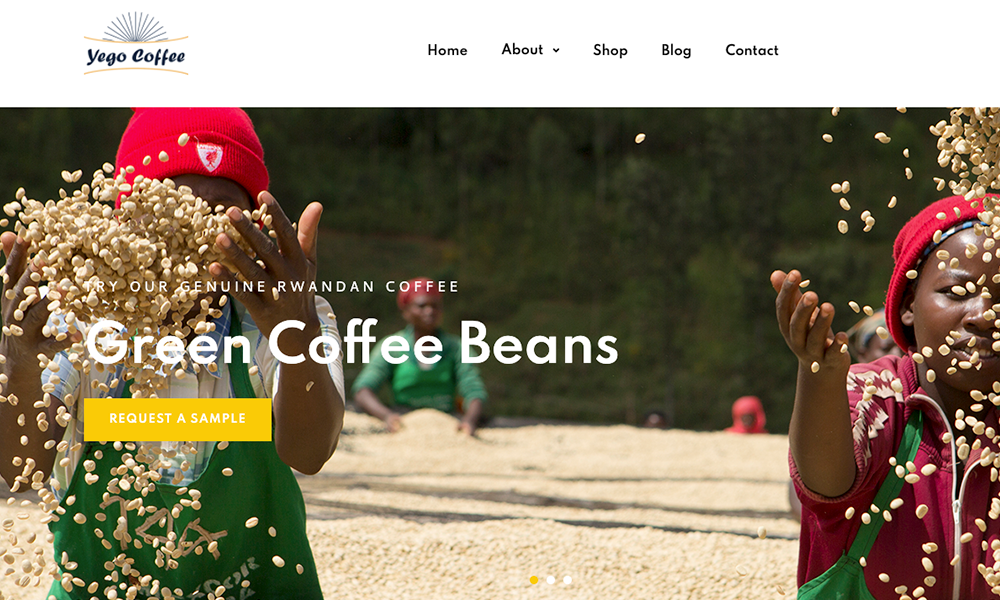 Yego Coffee
Home
About
Shop
Blog
Contact
TRY OUR GENUINE RWANDAN COFFEE
Green Coffee Beans
REQUEST A SAMPLE